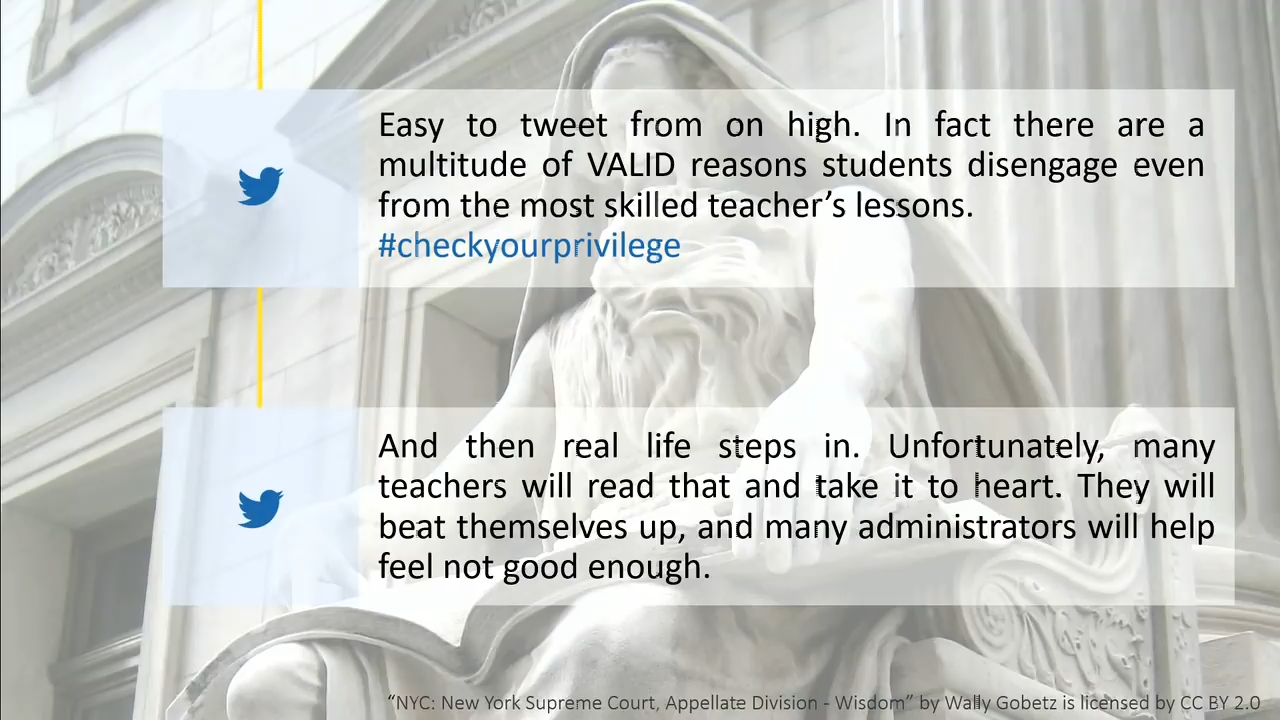 Easy to tweet from on high. In fact there are a
multitude of VALID reasons students disengage even
from the most skilled teacher’s lessons.
#checkyourprivilege
And then real life steps in. Unfortunately, many
teachers will read that and take it to heart. They will
beat themselves up, and many administrators will help
feel not good enough.
“NYC: New York Supreme Court, Appellate Division - Wisdom” by Wally Gobetz is licensed by CC BY 2.0